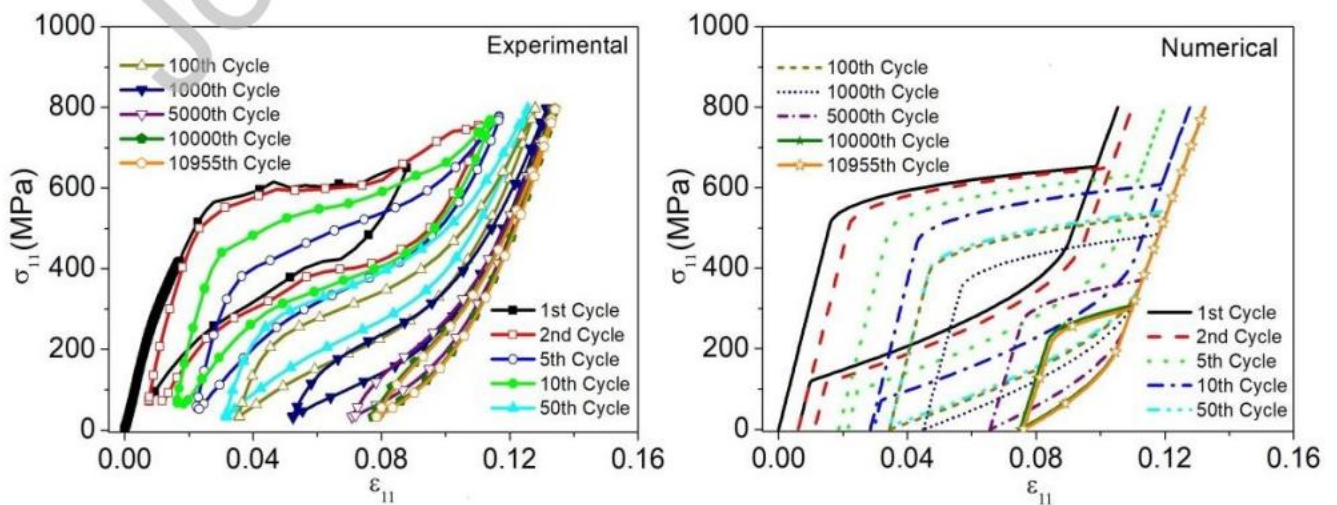 Jo
1000
800
600
400
200
0
σ11(MPa)
Experimental
100th Cycle
1000th Cycle
5000th Cycle
10000th Cycle
10955th Cycle
1st Cycle
2nd Cycle
5th Cycle
10th Cycle
50th Cycle
0.00 0.04 0.08 0.12 0.16
ε11
1000
800
600
400
200
0
σ11(MPa)
Numerical
100th Cycle
1000th Cycle
5000th Cycle
10000th Cycle
10955th Cycle
1st Cycle
2nd Cycle
5th Cycle
10th Cycle
50th Cycle
0.00 0.04 0.08 0.12 0.16
ε11